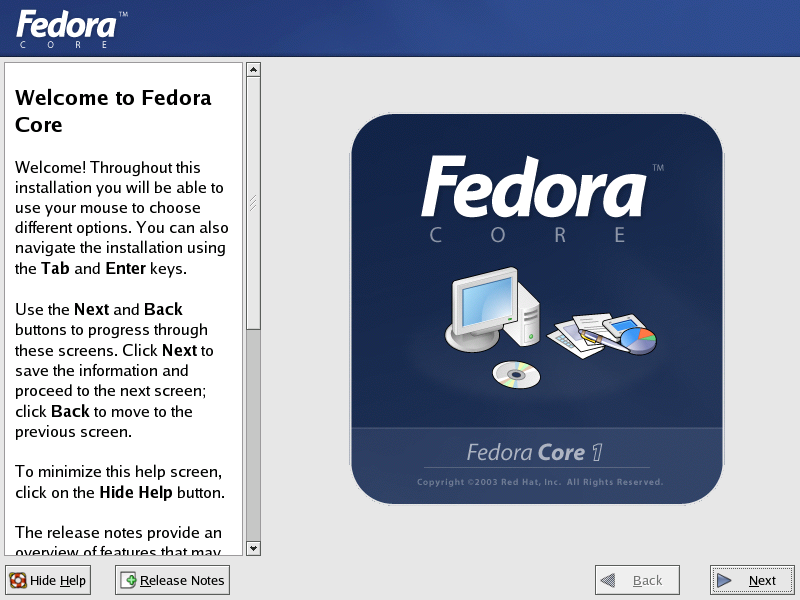 Fedora™
CORE
Welcome to Fedora
Core
Welcome! Throughout this
installation you will be able to
use your mouse to choose
different options. You can also
navigate the installation using
the Tab and Enter keys.
Use the Next and Back
buttons to progress through
these screens. Click Next to
save the information and
proceed to the next screen;
click Back to move to the
previous screen.
To minimize this help screen,
click on the Hide Help button.
The release notes provide an
overview of features that may
Fedora™
CORE
Fedora Core 1
Copyright ©2003 Red Hat, Inc. All Rights Reserved.
Hide Help
Release Notes
Back
Next